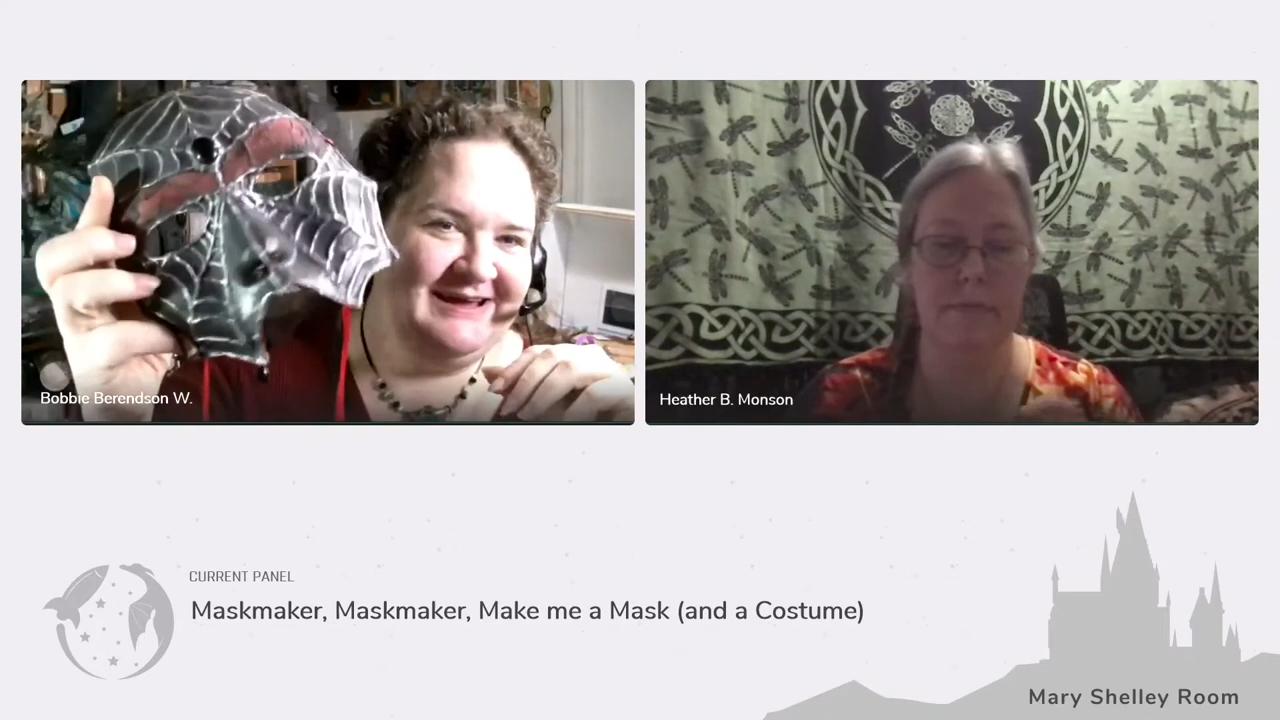 Bobbie Berendson W.
Heather B. Monson
CURRENT PANEL
Maskmaker, Maskmaker, Make me a Mask (and a Costume)
Mary Shelley Room